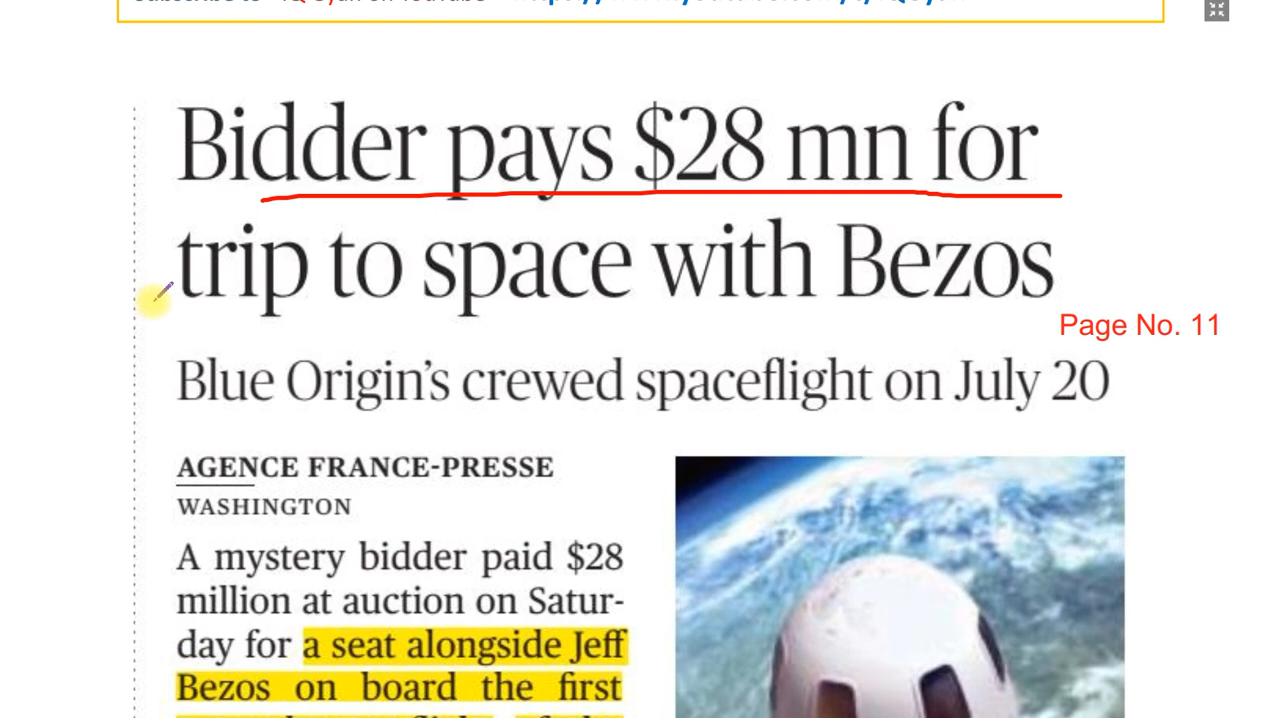 Bidder pays $28 mn for
trip to space with Bezos
Page No. 11
Blue Origin's crewed spaceflight on July 20
AGENCE FRANCE-PRESSE
WASHINGTON
A mystery bidder paid $28
million at auction on Satur-
day for a seat alongside Jeff
Bezos on board the first